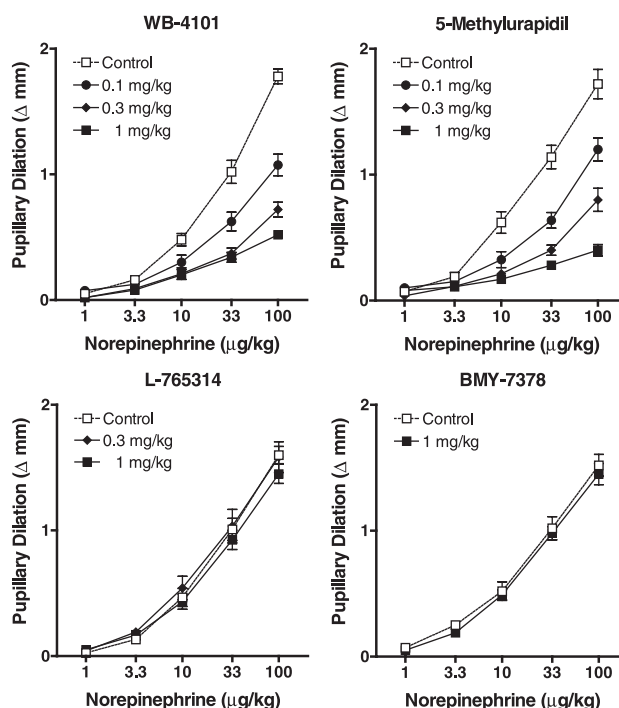 WB-4101
Pupillary Dilation (Δ mm)
2
1
0
Control
0.1 mg/kg
0.3 mg/kg
1 mg/kg
1 3.3 10 33 100
Norepinephrine (μg/kg)
5-Methylurapidil
Pupillary Dilation (Δ mm)
2
1
0
Control
0.1 mg/kg
0.3 mg/kg
1 mg/kg
1 3.3 10 33 100
Norepinephrine (μg/kg)
L-765314
Pupillary Dilation (Δ mm)
2
1
0
Control
0.3 mg/kg
1 mg/kg
1 3.3 10 33 100
Norepinephrine (μg/kg)
BMY-7378
Pupillary Dilation (Δ mm)
2
1
0
Control
1 mg/kg
1 3.3 10 33 100
Norepinephrine (μg/kg)